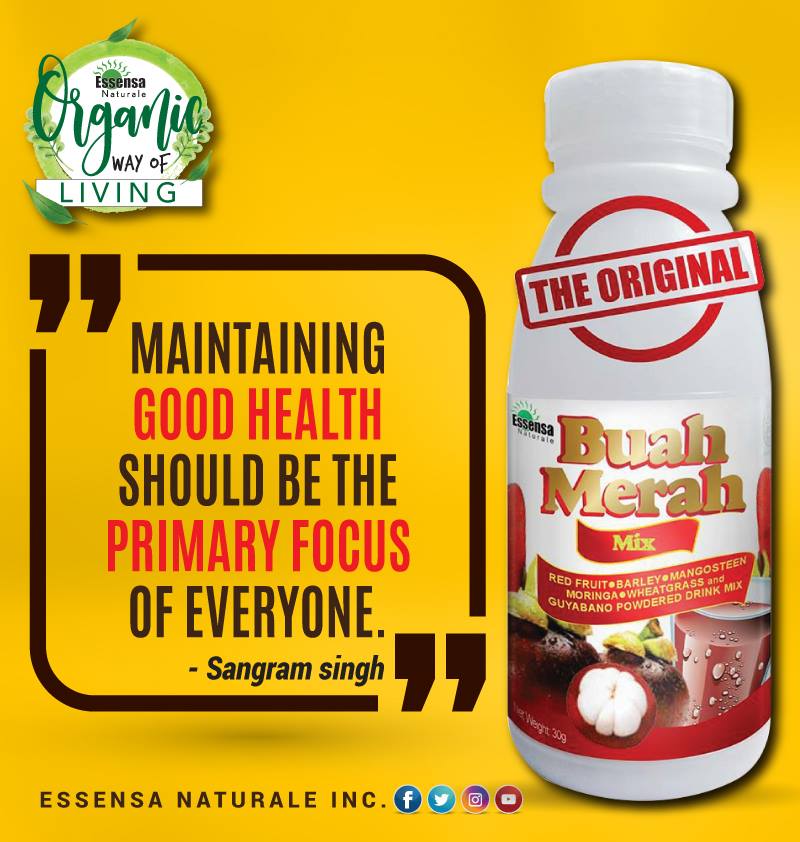 Essensa
Naturale
Organic
WAY OF
LIVING
MAINTAINING
GOOD HEALTH
SHOULD BE THE
PRIMARY FOCUS
OF EVERYONE.
- Sangram singh
THE ORIGINAL
Essensa
Naturale
Buah
Merah
Mix
RED FRUIT•BARLEY•MANGOSTEEN
MORINGA•WHEATGRASS and
GUYABANO POWDERED DRINK MIX
Net Weight: 30g
ESSENSA NATURALE INC.